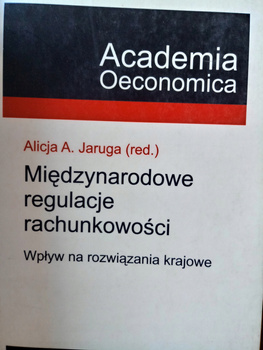 Academia
Oeconomica
Alicja A. Jaruga (red.)
Międzynarodowe
regulacje
rachunkowości
Wpływ na rozwiązania krajowe